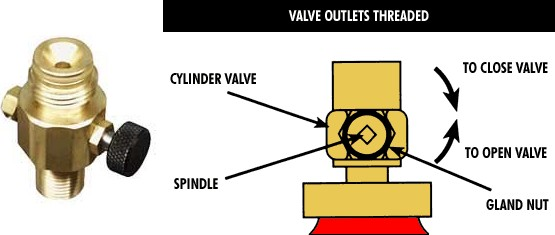 VALVE OUTLETS THREADED
CYLINDER VALVE
TO CLOSE VALVE
TO OPEN VALVE
SPINDLE
GLAND NUT